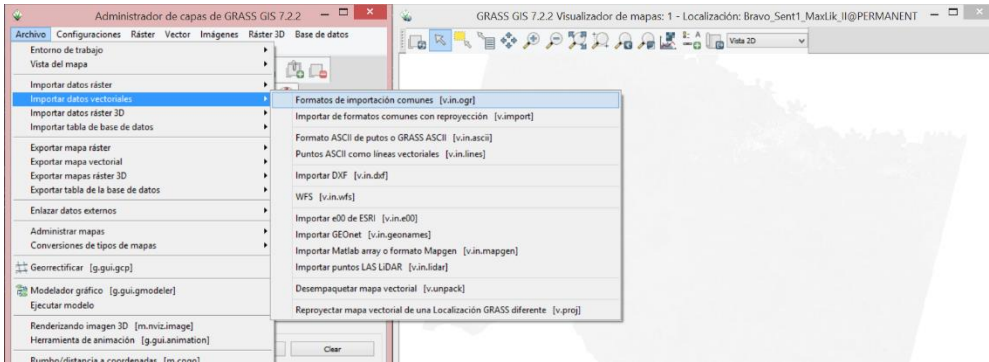 Administrador de capas de GRASS GIS 7.2.2
GRASS GIS 7.2.2 Visualizador de mapas: 1 - Localización: Bravo_Sent1_MaxLik_II@PERMANENT
Archivo Configuraciones Ráster Vector Imágenes Ráster 3D Base de datos
Vista 2D
Entorno de trabajo
Vista del mapa
Importar datos ráster
Importar datos vectoriales
Importar datos ráster 3D
Importar tabla de base de datos
Exportar mapa ráster
Exportar mapa vectorial
Exportar mapas ráster 3D
Exportar tabla de la base de datos
Enlazar datos externos
Administrar mapas
Conversiones de tipos de mapas
Georrectificar [g.gui.gcp]
Modelador gráfico [g.gui.gmodeler]
Ejecutar modelo
Renderizando imagen 3D [m.nviz.image]
Herramienta de animación [g.gui.animation]
Rumbo/distancia a coordenadas [m.cogo]
Formatos de importación comunes [v.in.ogr]
Importar de formatos comunes con reproyección [v.import]
Formato ASCII de putos o GRASS ASCII [v.in.ascii]
Puntos ASCII como líneas vectoriales [v.in.lines]
Importar DXF [v.in.dxf]
WFS [v.in.wfs]
Importar e00 de ESRI [v.in.e00]
Importar GEOnet [v.in.geonames]
Importar Matlab array o formato Mapgen [v.in.mapgen]
Importar puntos LAS LiDAR [v.in.lidar]
Desempaquetar mapa vectorial [v.unpack]
Reproyectar mapa vectorial de una Localización GRASS diferente [v.proj]
Clear